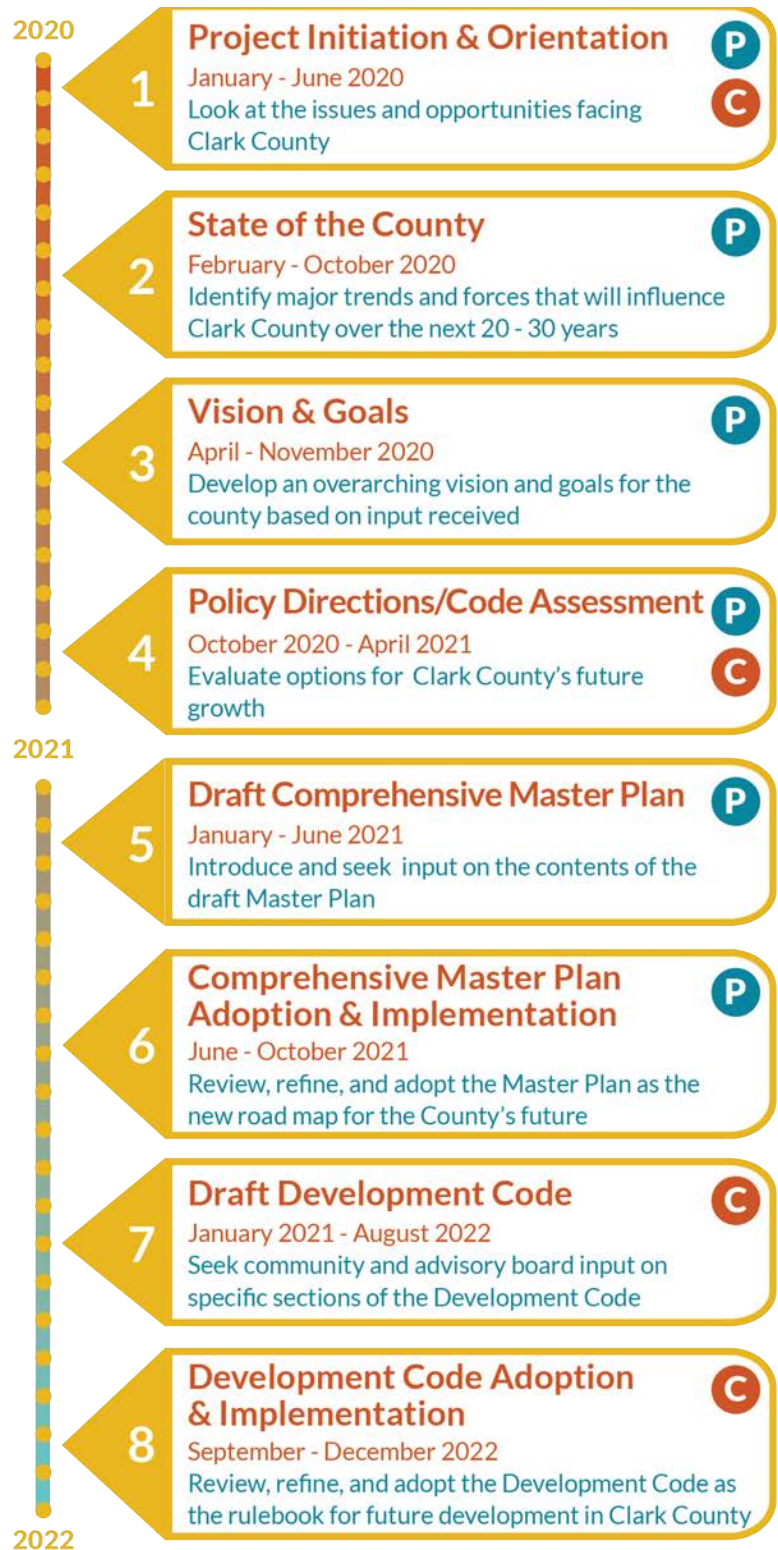 2020
1
Project Initiation & Orientation
P
January - June 2020
C
Look at the issues and opportunities facing
Clark County
2
State of the County
P
February - October 2020
Identify major trends and forces that will influence
Clark County over the next 20 - 30 years
3
Vision & Goals
P
April - November 2020
Develop an overarching vision and goals for the
county based on input received
4
Policy Directions/Code Assessment
P
October 2020 - April 2021
C
Evaluate options for Clark County's future
growth
2021
5
Draft Comprehensive Master Plan
P
January - June 2021
Introduce and seek input on the contents of the
draft Master Plan
6
Comprehensive Master Plan
Adoption & Implementation
P
June - October 2021
Review, refine, and adopt the Master Plan as the
new road map for the County's future
7
Draft Development Code
C
January 2021 - August 2022
Seek community and advisory board input on
specific sections of the Development Code
8
Development Code Adoption
& Implementation
C
September - December 2022
Review, refine, and adopt the Development Code as
the rulebook for future development in Clark County
2022